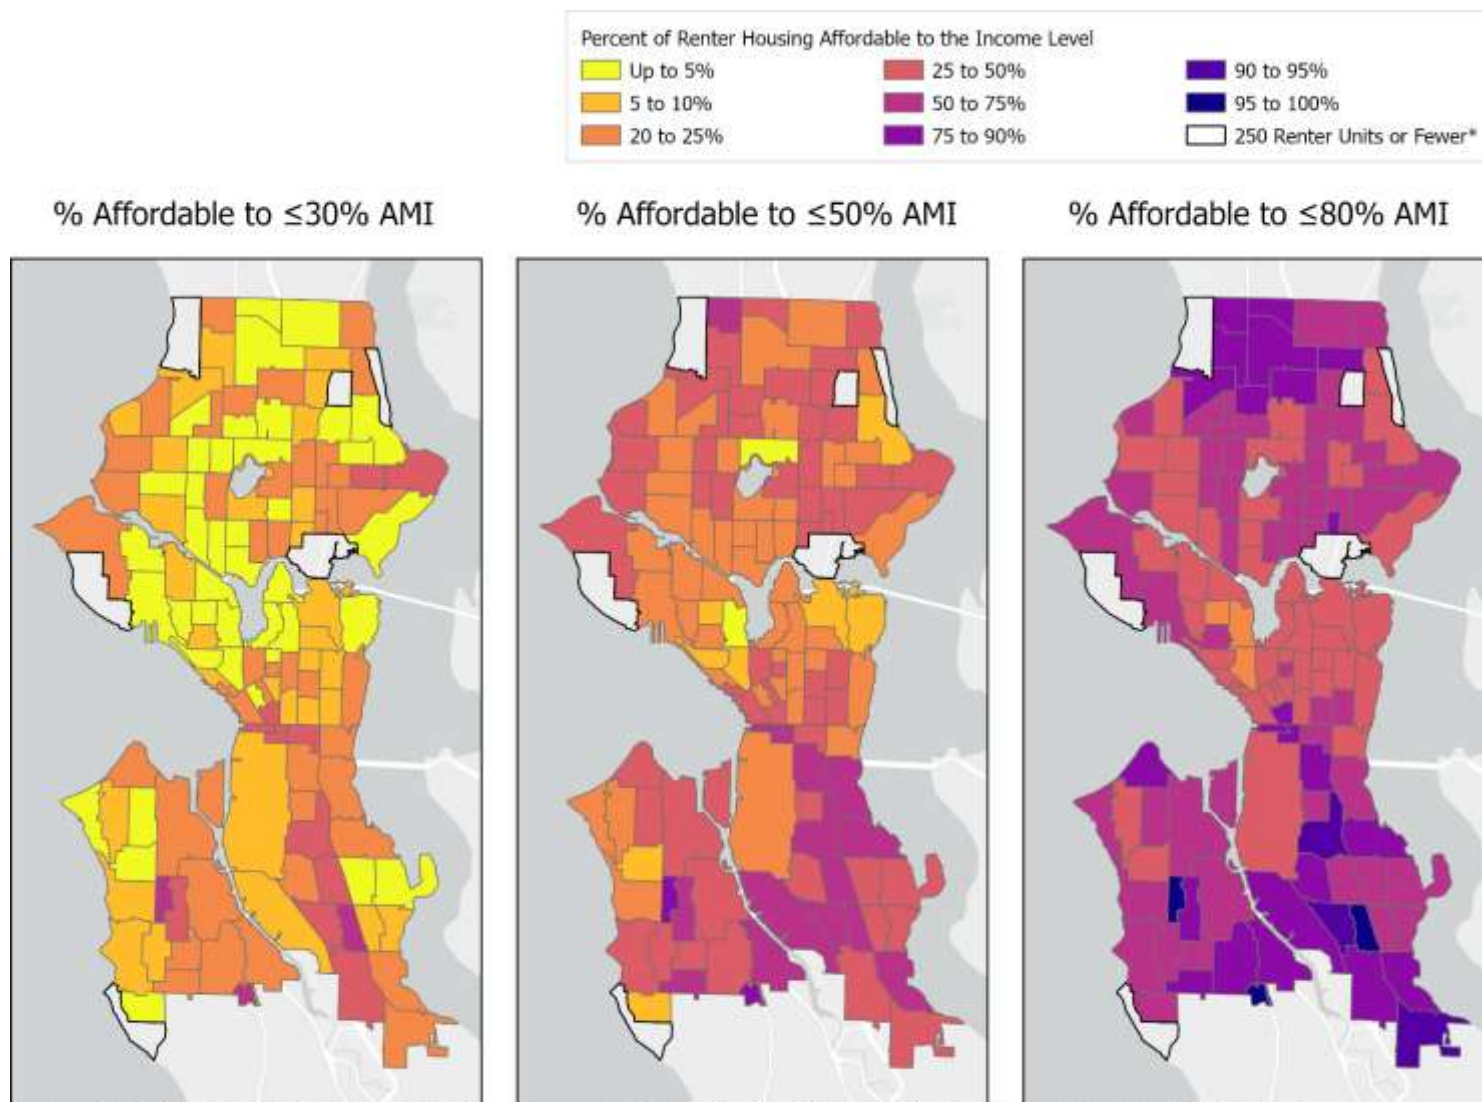 Percent of Renter Housing Affordable to the Income Level
Up to 5%
25 to 50%
90 to 95%
5 to 10%
50 to 75%
95 to 100%
20 to 25%
75 to 90%
250 Renter Units or Fewer*
% Affordable to ≤30% AMI
% Affordable to ≤50% AMI
% Affordable to ≤80% AMI